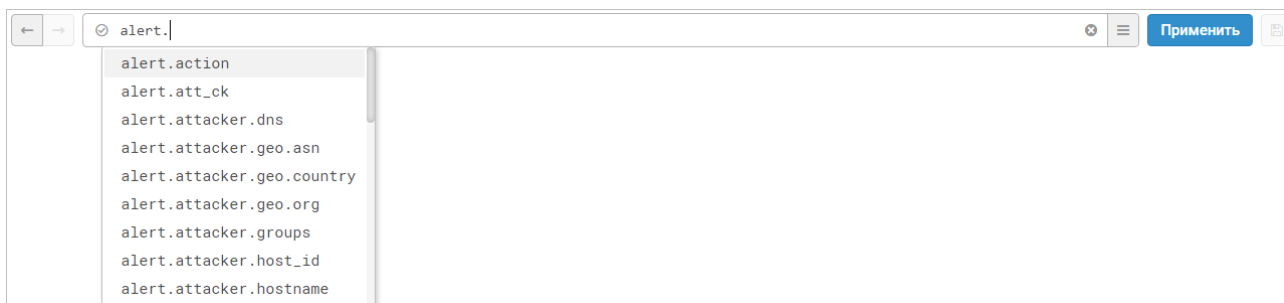 alert.
Применить
alert.action
alert.att_ck
alert.attacker.dns
alert.attacker.geo.asn
alert.attacker.geo.country
alert.attacker.geo.org
alert.attacker.groups
alert.attacker.host_id
alert.attacker.hostname